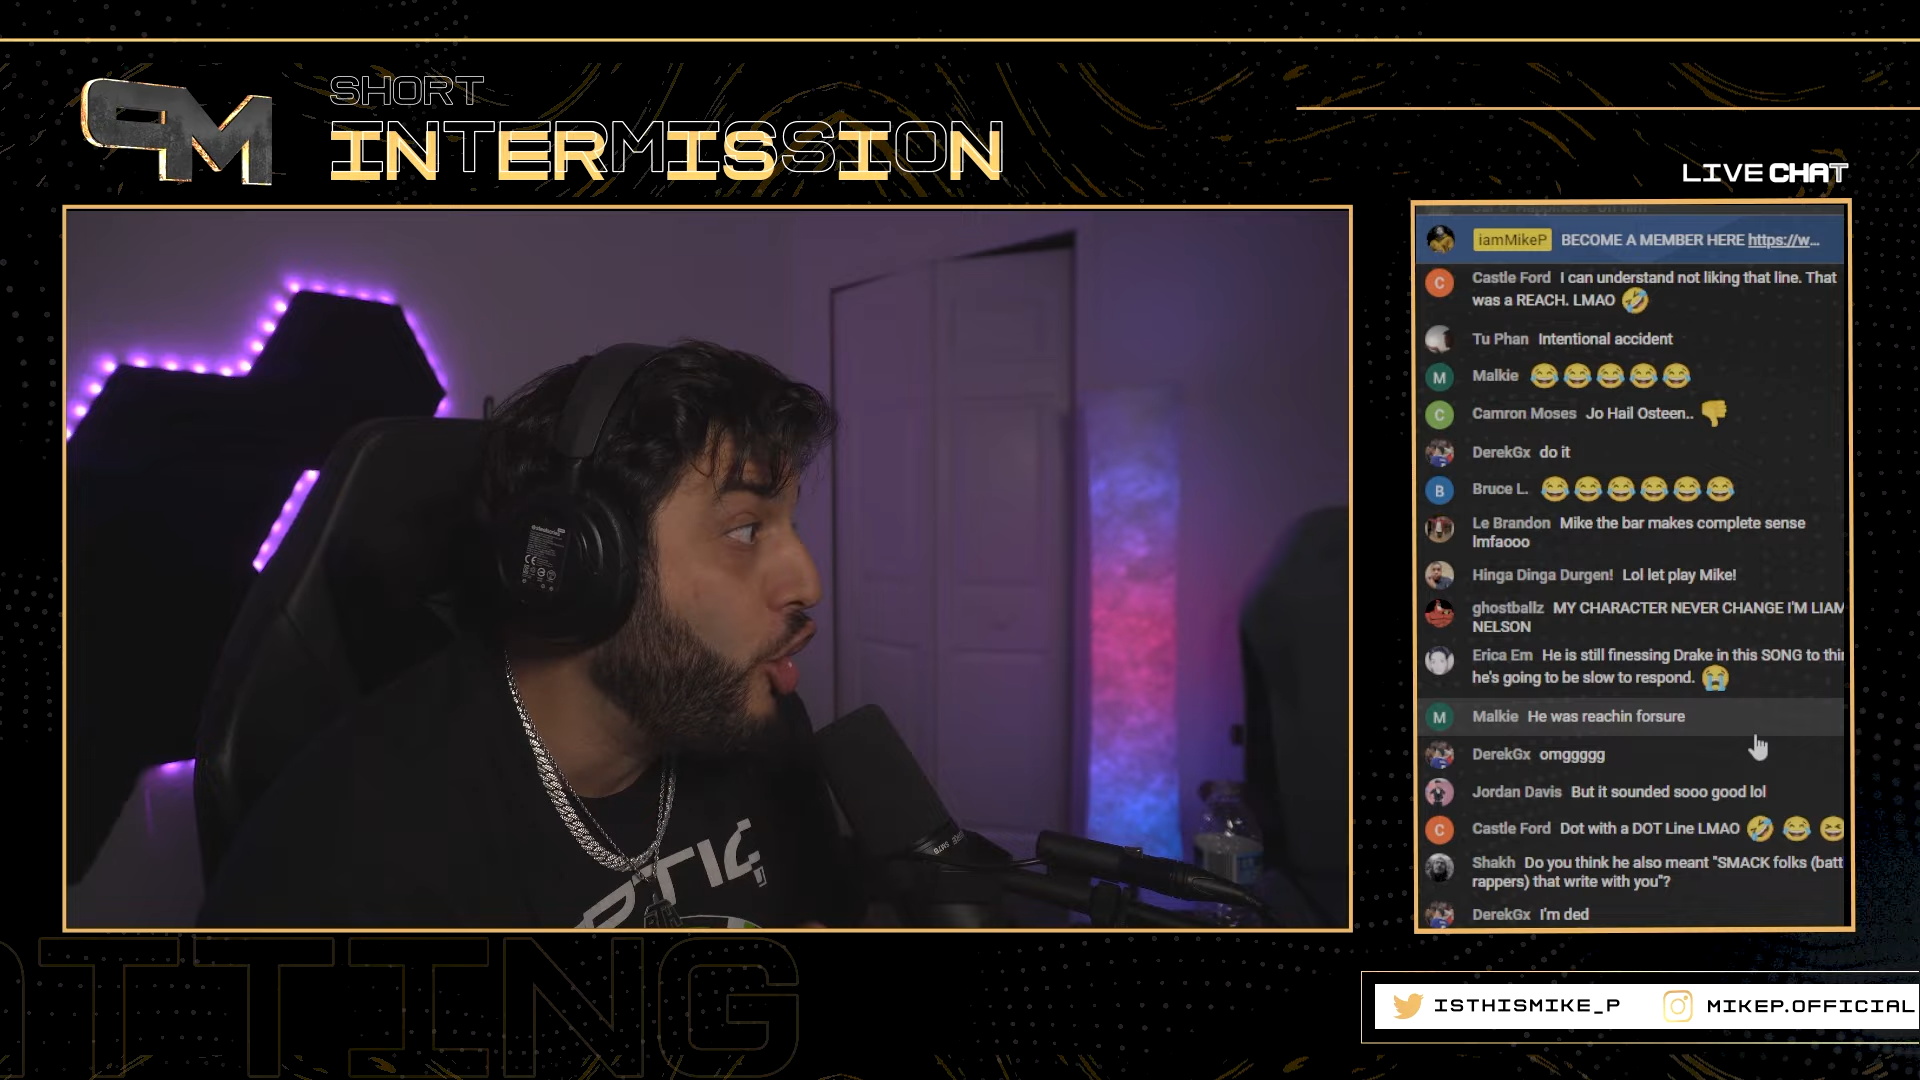 PM
SHORT
INTERMISSION
LIVE CHAT
iamMikeP BECOME A MEMBER HERE https://w...
Castle Ford I can understand not liking that line. That
was a REACH. LMAO 🤣
Tu Phan Intentional accident
Malkie 😂😂😂😂😂
Camron Moses Jo Hail Osteen.. 👎
DerekGx do it
Bruce L. 😂😂😂😂😂😂
Le Brandon Mike the bar makes complete sense
lmfaooo
Hinga Dinga Durgen! Lol let play Mike!
ghostballz MY CHARACTER NEVER CHANGE I'M LIAM
NELSON
Erica Em He is still finessing Drake in this SONG to thin
he's going to be slow to respond. 😭
Malkie He was reachin forsure
DerekGx omggggg
Jordan Davis But it sounded sooo good lol
Castle Ford Dot with a DOT Line LMAO 🤣 😂 😆
Shakh Do you think he also meant "SMACK folks (batt
rappers) that write with you"?
DerekGx I'm ded
OTTING
ISTHISMIKE_P MIKEP.OFFICIAL